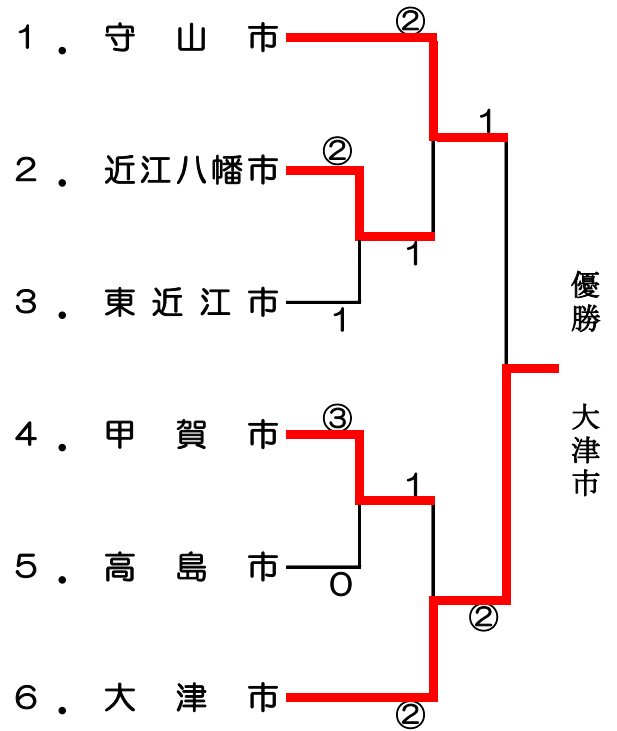 1. 守山市
②
1
2. 近江八幡市
②
1
3. 東近江市
1
優勝 大津市
4. 甲賀市
③
1
5. 高島市
0
②
6. 大津市
②